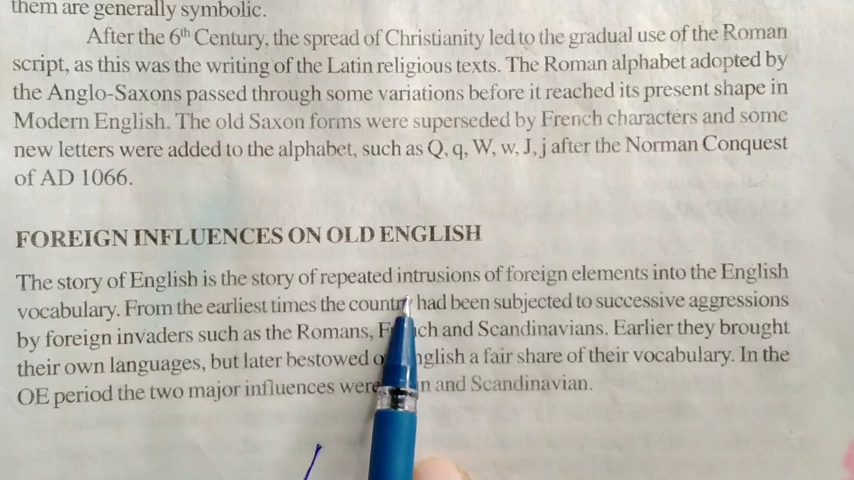 them are generally symbolic.
After the 6th Century, the spread of Christianity led to the gradual use of the Roman
script, as this was the writing of the Latin religious texts. The Roman alphabet adopted by
the Anglo-Saxons passed through some variations before it reached its present shape in
Modern English. The old Saxon forms were superseded by French characters and some
new letters were added to the alphabet, such as Q, q, W, w, J, j after the Norman Conquest
of AD 1066.
FOREIGN INFLUENCES ON OLD ENGLISH
The story of English is the story of repeated intrusions of foreign elements into the English
vocabulary. From the earliest times the country had been subjected to successive aggressions
by foreign invaders such as the Romans, French and Scandinavians. Earlier they brought
their own languages, but later bestowed English a fair share of their vocabulary. In the
OE period the two major influences were and Scandinavian.